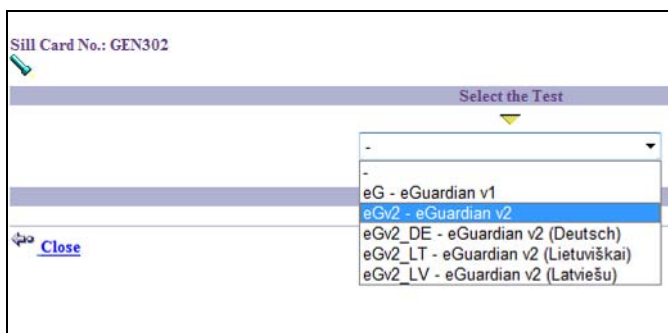 Sill Card No.: GEN302
Select the Test
-
-
eG - eGuardian v1
eGv2 - eGuardian v2
eGv2_DE - eGuardian v2 (Deutsch)
eGv2_LT - eGuardian v2 (Lietuviškai)
eGv2_LV - eGuardian v2 (Latviešu)
Close